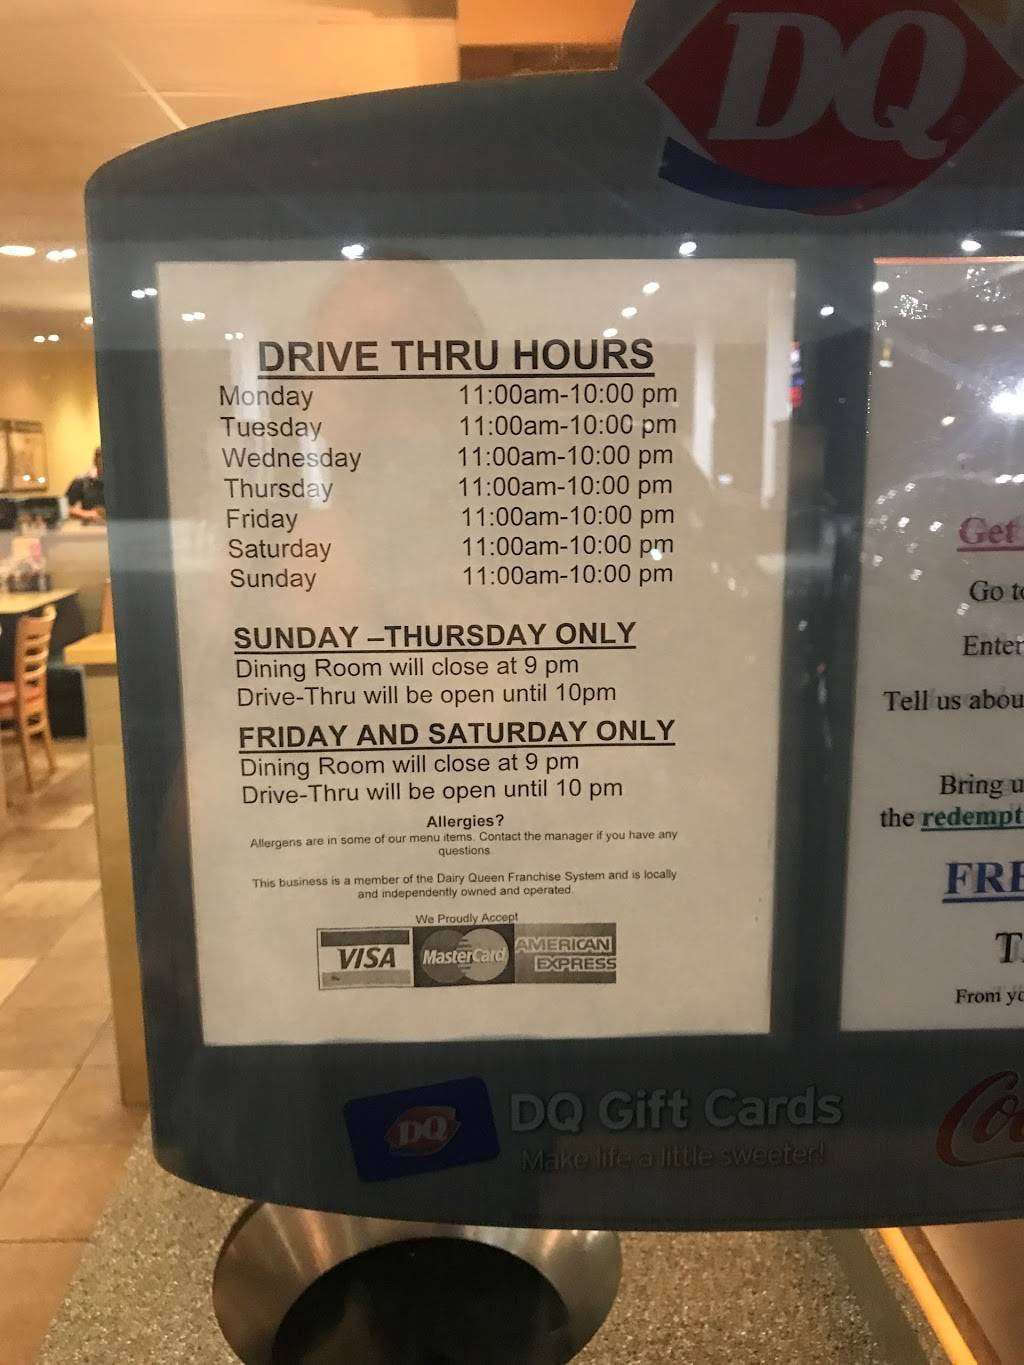 DQ
DRIVE THRU HOURS
Monday 11:00am-10:00 pm
Tuesday 11:00am-10:00 pm
Wednesday 11:00am-10:00 pm
Thursday 11:00am-10:00 pm
Friday 11:00am-10:00 pm
Saturday 11:00am-10:00 pm
Sunday 11:00am-10:00 pm
SUNDAY –THURSDAY ONLY
Dining Room will close at 9 pm
Drive-Thru will be open until 10pm
FRIDAY AND SATURDAY ONLY
Dining Room will close at 9 pm
Drive-Thru will be open until 10 pm
Allergies?
Allergens are in some of our menu items. Contact the manager if you have any
questions.
This business is a member of the Dairy Queen Franchise System and is locally
and independently owned and operated.
We Proudly Accept
VISA MasterCard AMERICAN
EXPRESS
Get
Go
Tell us
Bring
the
From
DQ
DQ Gift Cards
Make life a little sweeter!